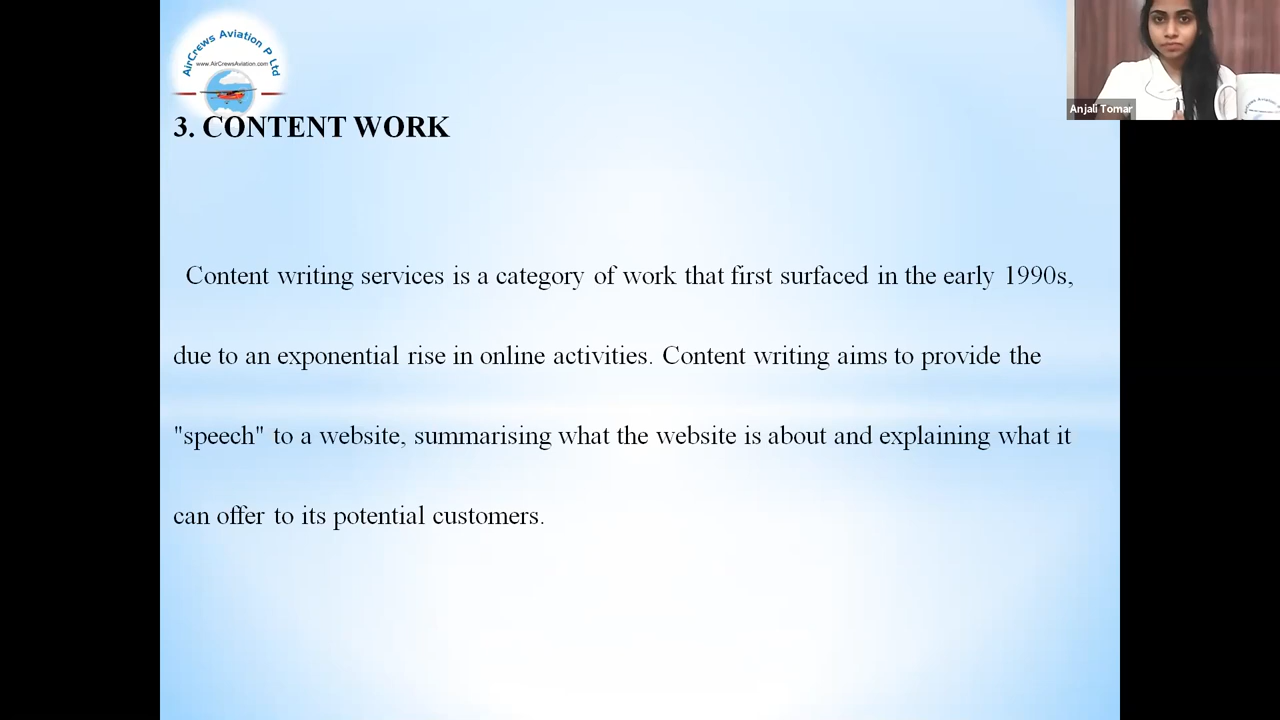 AirCrews Aviation P Ltd
www.AirCrewsAviation.com
3. CONTENT WORK
Content writing services is a category of work that first surfaced in the early 1990s,
due to an exponential rise in online activities. Content writing aims to provide the
"speech" to a website, summarising what the website is about and explaining what it
can offer to its potential customers.
Anjali Tomar